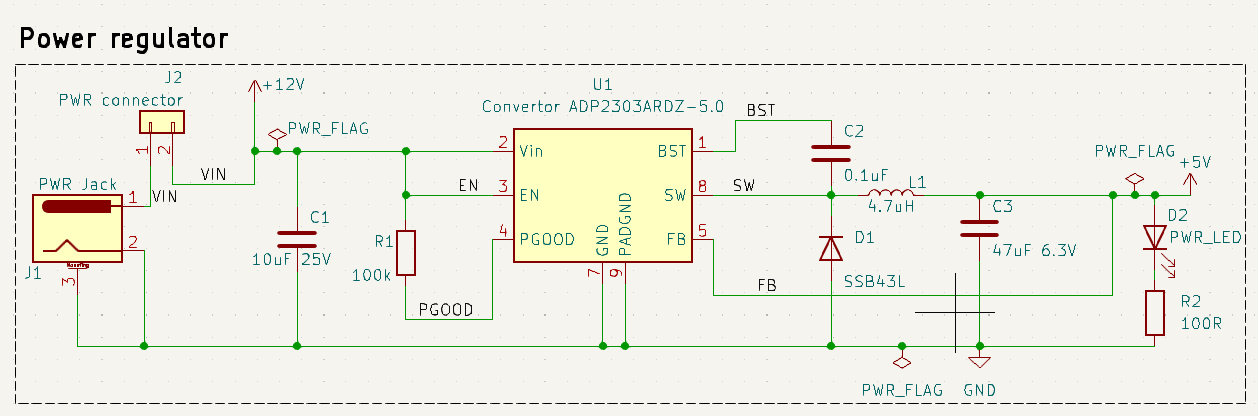 Power regulator
J2
PWR connector
1
2
+12V
PWR_FLAG
VIN
PWR Jack
1
VIN
2
J1
3
C1
10uF 25V
R1
100k
EN
PGOOD
U1
Convertor ADP2303ARDZ-5.0
2
Vin
3
EN
4
PGOOD
GND
7
PADGND
9
BST
1
SW
8
FB
5
BST
SW
FB
C2
0.1uF
L1
4.7uH
D1
SSB43L
C3
47uF 6.3V
PWR_FLAG
+5V
D2
PWR_LED
R2
100R
PWR_FLAG
GND